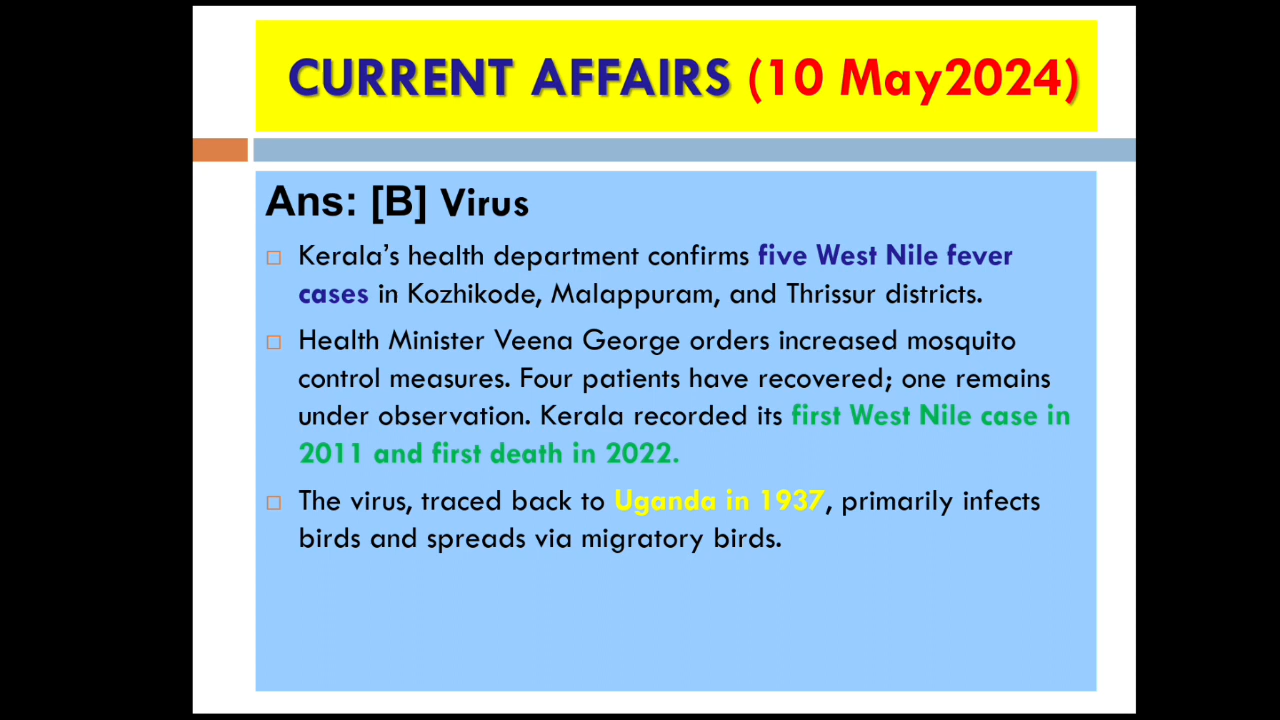 CURRENT AFFAIRS (10 May2024)
Ans: [B] Virus
Kerala’s health department confirms five West Nile fever
cases in Kozhikode, Malappuram, and Thrissur districts.
Health Minister Veena George orders increased mosquito
control measures. Four patients have recovered; one remains
under observation. Kerala recorded its first West Nile case in
2011 and first death in 2022.
The virus, traced back to Uganda in 1937, primarily infects
birds and spreads via migratory birds.